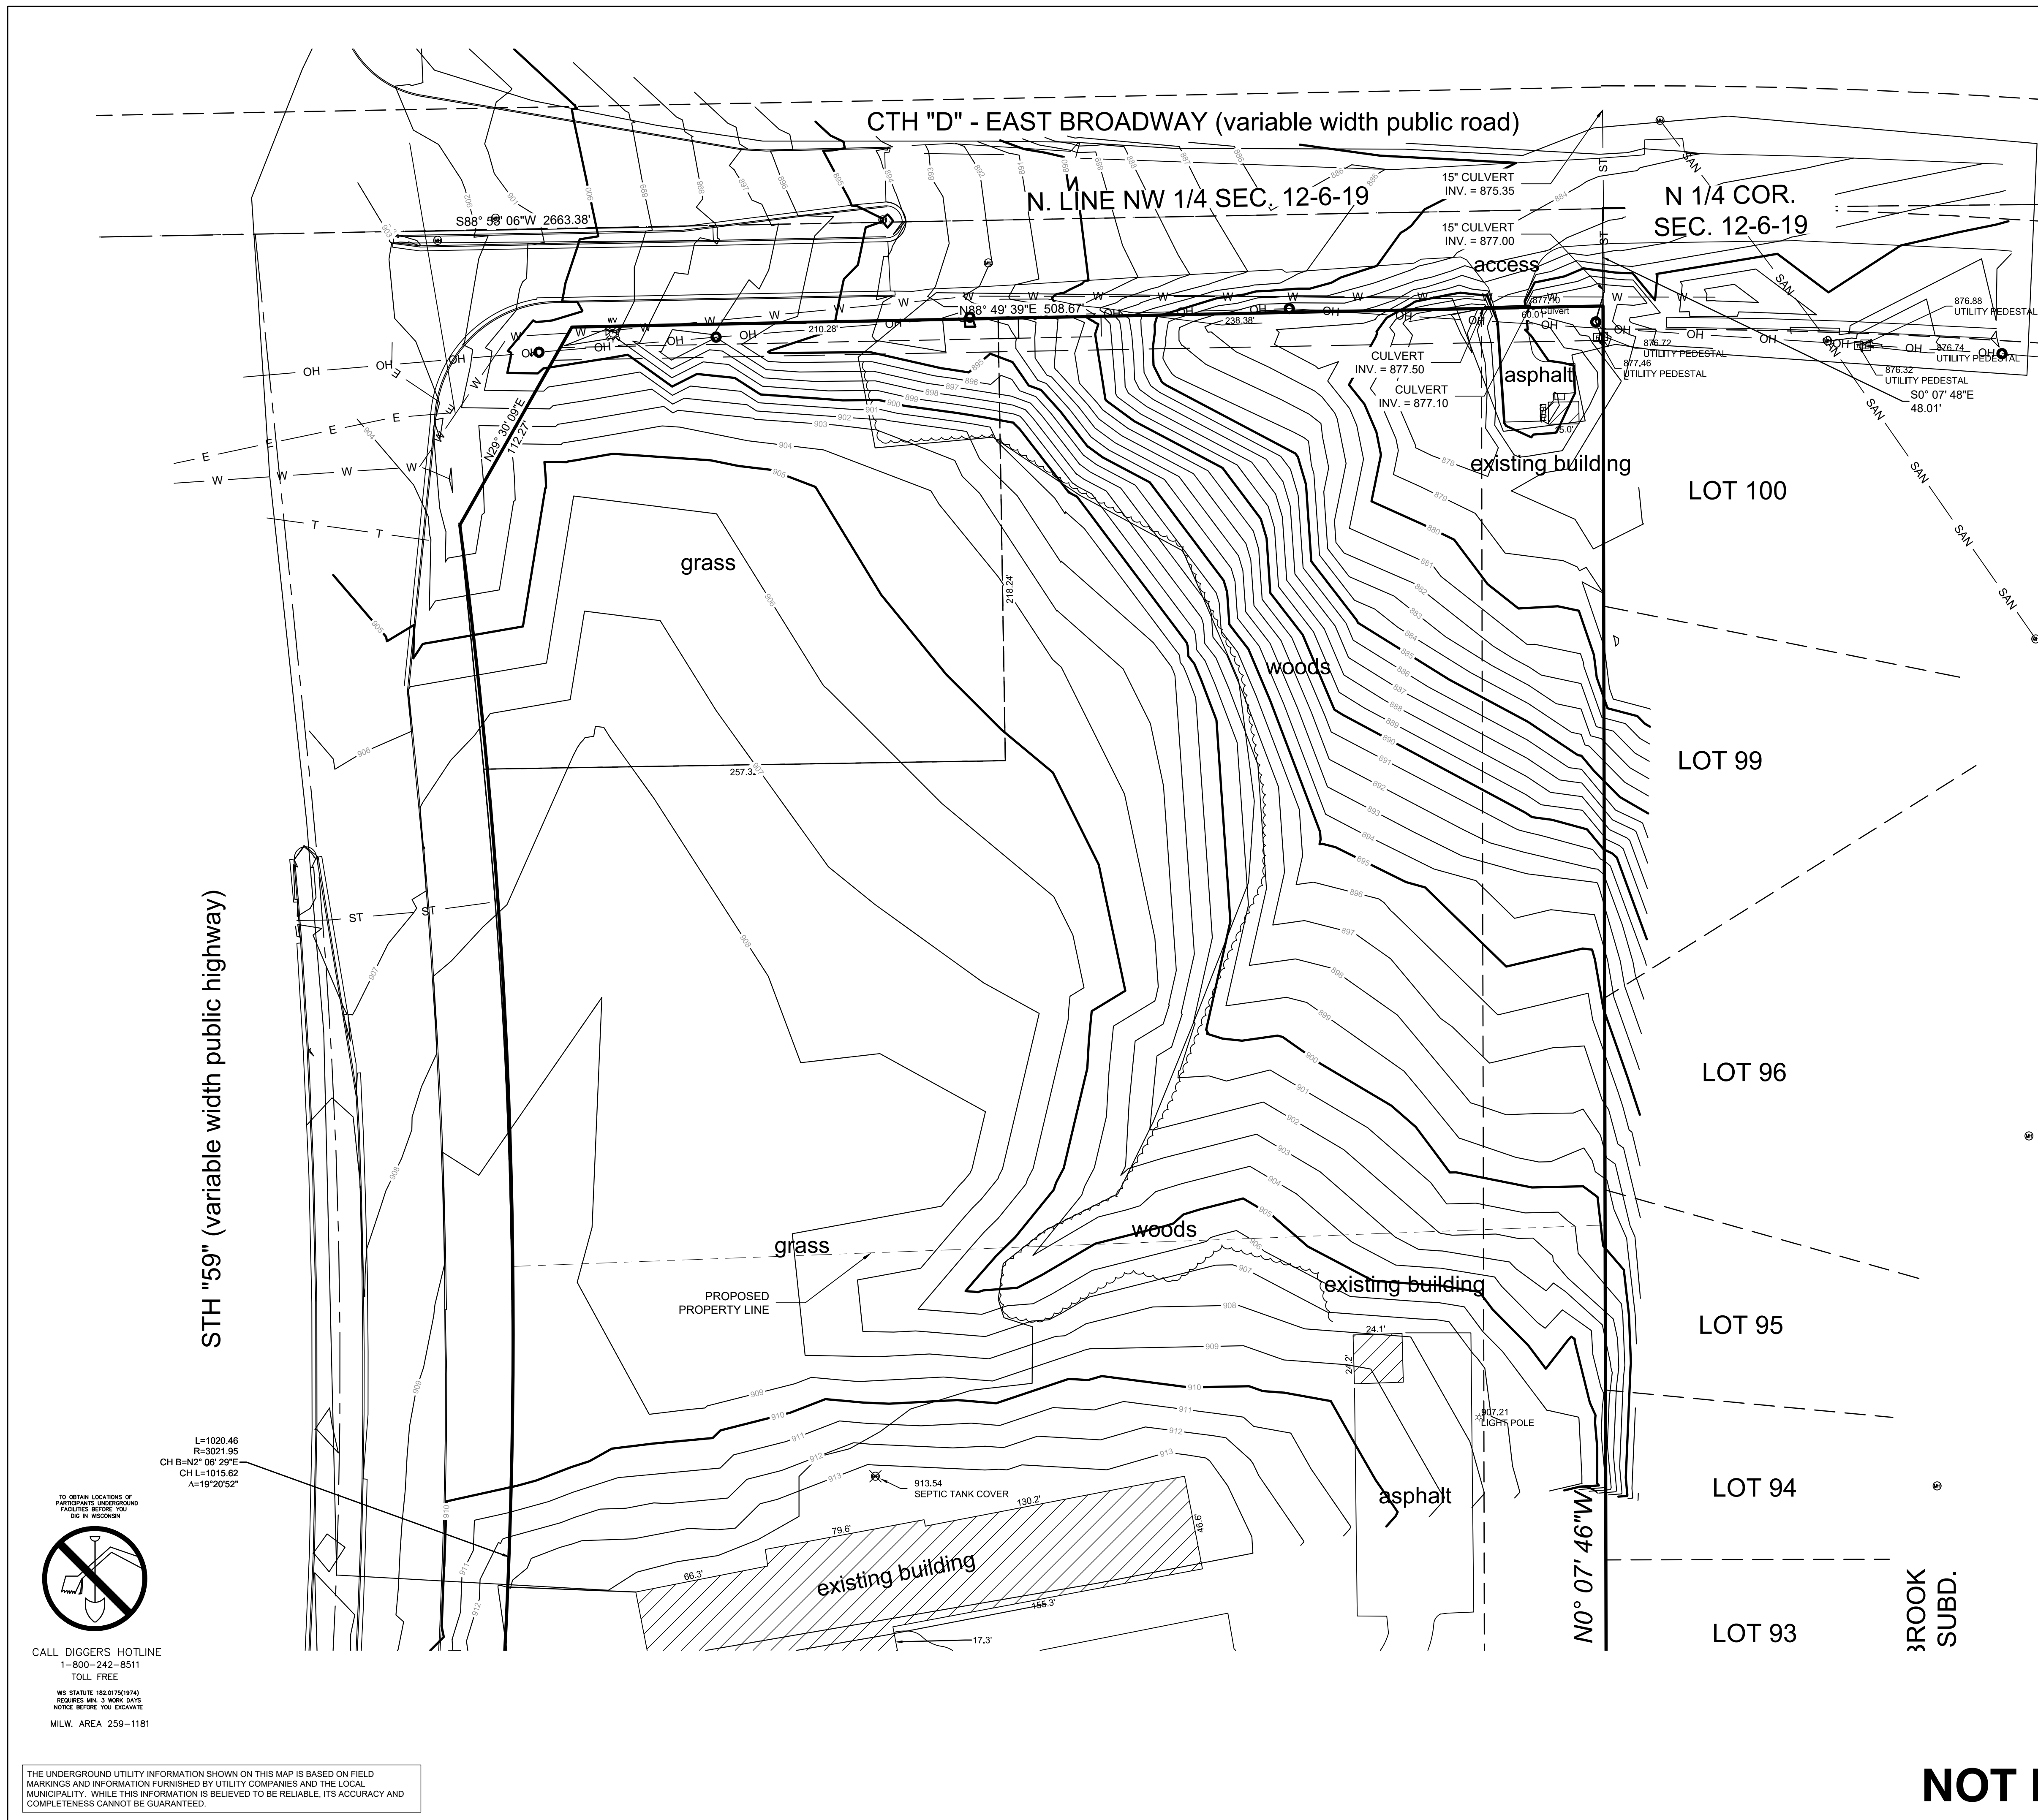 CTH "D" - EAST BROADWAY (variable width public road)
N. LINE NW 1/4 SEC. 12-6-19
N 1/4 COR.
SEC. 12-6-19
S88° 58' 06"W 2663.38'
15" CULVERT
INV. = 875.35
15" CULVERT
INV. = 877.00
access
N88° 49' 39"E 508.67'
210.28'
238.38'
60.01'
877.10
Culvert
CULVERT
INV. = 877.50
CULVERT
INV. = 877.10
asphalt
15.0'
existing building
876.88
UTILITY PEDESTAL
876.72
UTILITY PEDESTAL
877.46
UTILITY PEDESTAL
876.74
UTILITY PEDESTAL
876.32
UTILITY PEDESTAL
S0° 07' 48"E
48.01'
N29° 30' 09"E
112.27'
LOT 100
grass
218.24'
woods
LOT 99
STH "59" (variable width public highway)
LOT 96
grass
woods
PROPOSED
PROPERTY LINE
existing building
LOT 95
24.1'
24.2'
907.21
LIGHT POLE
L=1020.46
R=3021.95
CH B=N2° 06' 29"E
CH L=1015.62
Δ=19°20'52"
913.54
SEPTIC TANK COVER
130.2'
79.6'
46.6'
66.3'
existing building
155.3'
17.3'
asphalt
LOT 94
N0° 07' 46"W
LOT 93
BROOK
SUBD.
TO OBTAIN LOCATIONS OF
PARTICIPANTS UNDERGROUND
FACILITIES BEFORE YOU
DIG IN WISCONSIN
CALL DIGGERS HOTLINE
1-800-242-8511
TOLL FREE
WIS STATUTE 182.0175(1974)
REQUIRES MIN. 3 WORK DAYS
NOTICE BEFORE YOU EXCAVATE
MILW. AREA 259-1181
THE UNDERGROUND UTILITY INFORMATION SHOWN ON THIS MAP IS BASED ON FIELD
MARKINGS AND INFORMATION FURNISHED BY UTILITY COMPANIES AND THE LOCAL
MUNICIPALITY. WHILE THIS INFORMATION IS BELIEVED TO BE RELIABLE, ITS ACCURACY AND
COMPLETENESS CANNOT BE GUARANTEED.
NOT